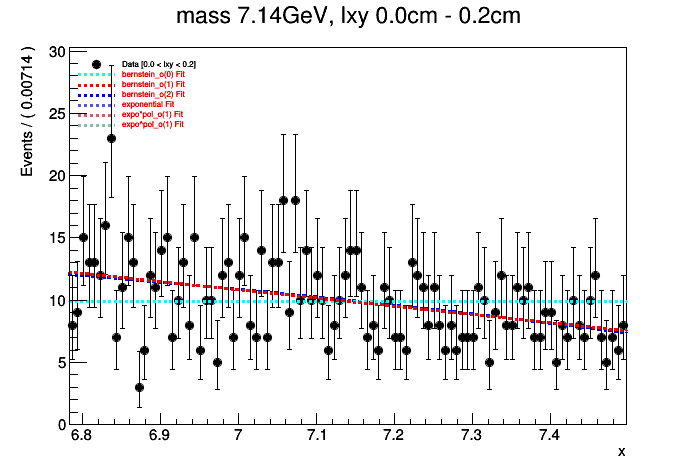 mass 7.14GeV, lxy 0.0cm - 0.2cm
Events / ( 0.00714 )
30
25
20
15
10
5
0
Data [0.0 < lxy < 0.2]
bernstein_o(0) Fit
bernstein_o(1) Fit
bernstein_o(2) Fit
exponential Fit
expo*pol_o(1) Fit
expo^pol_o(1) Fit
6.8 6.9 7 7.1 7.2 7.3 7.4
x